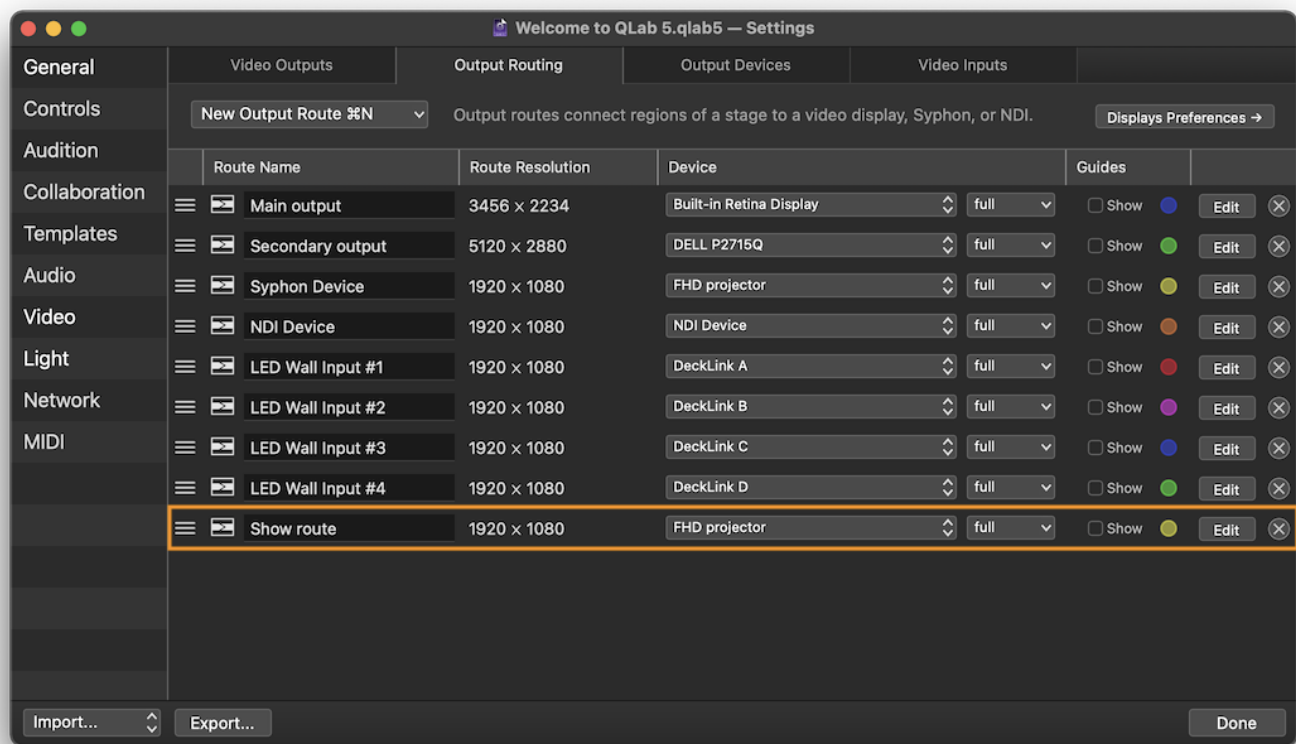 Welcome to QLab 5.qlab5 — Settings
General
Controls
Audition
Collaboration
Templates
Audio
Video
Light
Network
MIDI
Video Outputs Output Routing Output Devices Video Inputs
New Output Route ⌘N Output routes connect regions of a stage to a video display, Syphon, or NDI. Displays Preferences →
Route Name Route Resolution Device Guides
Main output 3456 × 2234 Built-in Retina Display full Show Edit
Secondary output 5120 × 2880 DELL P2715Q full Show Edit
Syphon Device 1920 × 1080 FHD projector full Show Edit
NDI Device 1920 × 1080 NDI Device full Show Edit
LED Wall Input #1 1920 × 1080 DeckLink A full Show Edit
LED Wall Input #2 1920 × 1080 DeckLink B full Show Edit
LED Wall Input #3 1920 × 1080 DeckLink C full Show Edit
LED Wall Input #4 1920 × 1080 DeckLink D full Show Edit
Show route 1920 × 1080 FHD projector full Show Edit
Import... Export... Done